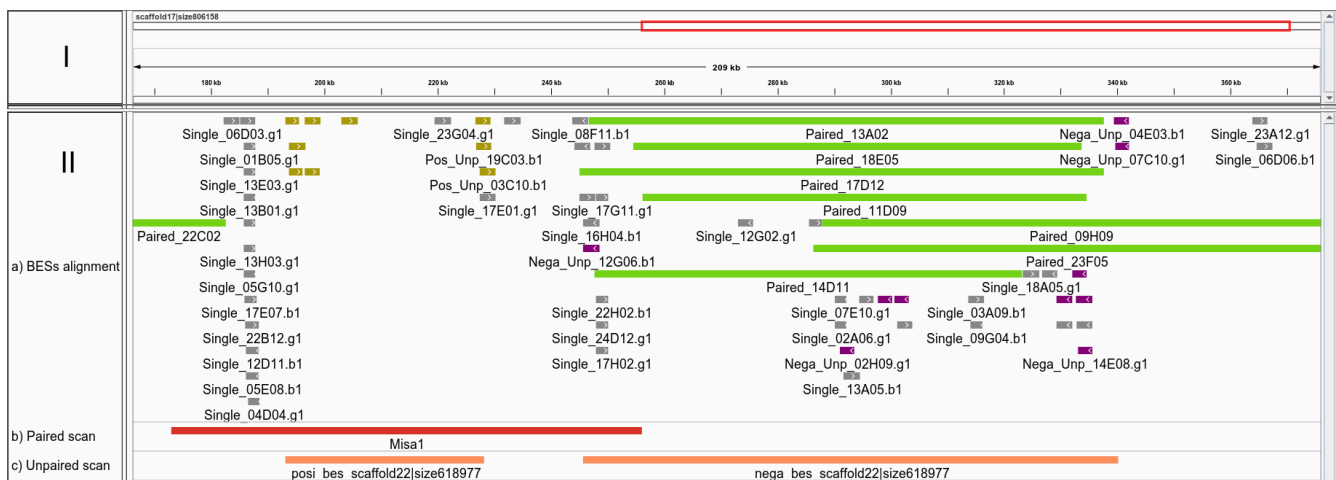 scaffold17|size806158
I
209 kb
180 kb 200 kb 220 kb 240 kb 260 kb 280 kb 300 kb 320 kb 340 kb 360 kb
II
Single_06D03.g1 Single_23G04.g1 Single_08F11.b1 Paired_13A02 Nega_Unp_04E03.b1 Single_23A12.g1
Single_01B05.g1 Pos_Unp_19C03.b1 Paired_18E05 Nega_Unp_07C10.g1 Single_06D06.b1
Single_13E03.g1 Pos_Unp_03C10.b1 Paired_17D12
Single_13B01.g1 Single_17E01.g1 Single_17G11.g1 Paired_11D09
Paired_22C02 Single_16H04.b1 Single_12G02.g1 Paired_09H09
a) BESs alignment
Single_13H03.g1 Nega_Unp_12G06.b1 Paired_23F05
Single_05G10.g1 Paired_14D11 Single_18A05.g1
Single_17E07.b1 Single_22H02.b1 Single_07E10.g1 Single_03A09.b1
Single_22B12.g1 Single_24D12.g1 Single_02A06.g1 Single_09G04.b1
Single_12D11.b1 Single_17H02.g1 Nega_Unp_02H09.g1 Nega_Unp_14E08.g1
Single_05E08.b1 Single_13A05.b1
Single_04D04.g1
b) Paired scan
Misa1
c) Unpaired scan
posi_bes_scaffold22|size618977 nega_bes_scaffold22|size618977